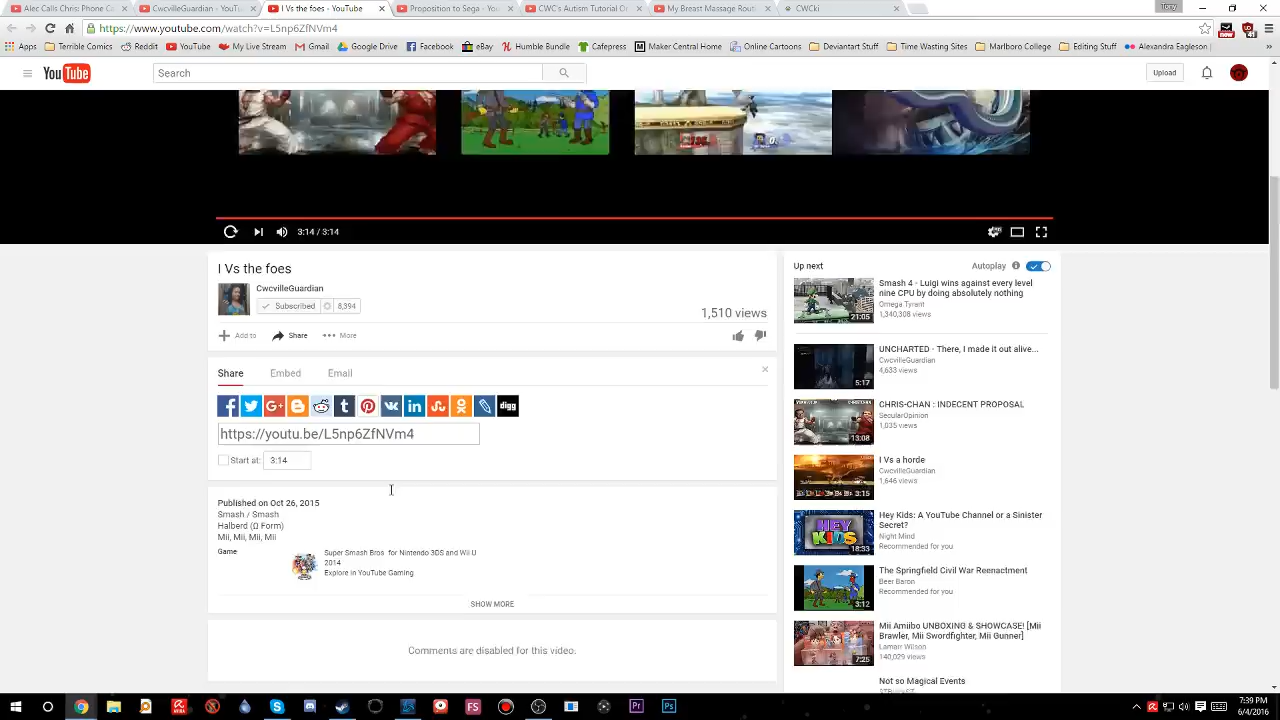 Alec Calls Chris: Phone Ca
CwcvilleGuardian - YouTu
I Vs the foes - YouTube
Proposition to Sega - You
CWC's Autism Tutorial O
My Breast Massage Rout
CWCki
Tony
https://www.youtube.com/watch?v=L5np6ZfNVm4
Apps
Terrible Comics
Reddit
YouTube
Wii Stream
Gmail
Google Drive
Facebook
eBay
Humble Bundle
Categress
Maker Central Home
Online Cartoons
Deviantart Stuff
Time Wasting Sites
Marlboro College
Editing Stuff
Alexandra Eagleson |
YouTube
Search
Upload
3:14 / 3:14
I Vs the foes
CwcvilleGuardian
Subscribed 8,394
1,510 views
Add to Share More
Share Embed Email
digg
https://youtu.be/L5np6ZfNVm4
Start at: 3:14
Published on Oct 26, 2015
Smash / Smash
Halberd (Ω Form)
Mii, Mii, Mii, Mii
Game
Super Smash Bros for Nintendo 3DS and Wii U
2014
Explore in YouTube Gaming
SHOW MORE
Comments are disabled for this video.
Up next
Autoplay
Smash 4 - Luigi wins against every level
nine CPU by doing absolutely nothing
Omega Tyrant
1,340,308 views
21:05
UNCHARTED - There, I made it out alive...
CwcvilleGuardian
4,633 views
5:17
CHRIS-CHAN : INDECENT PROPOSAL
SecularOpinion
1,035 views
13:08
I Vs a horde
CwcvilleGuardian
1,646 views
3:15
Hey Kids: A YouTube Channel or a Sinister
Secret?
Night Mind
Recommended for you
HEY
KIDS
18:33
The Springfield Civil War Reenactment
Beer Baron
Recommended for you
3:12
Mii Amiibo UNBOXING & SHOWCASE! [Mii
Brawler, Mii Swordfighter, Mii Gunner]
Lamarr Wilson
140,029 views
7:25
Not so Magical Events
7:39 PM
6/4/2016